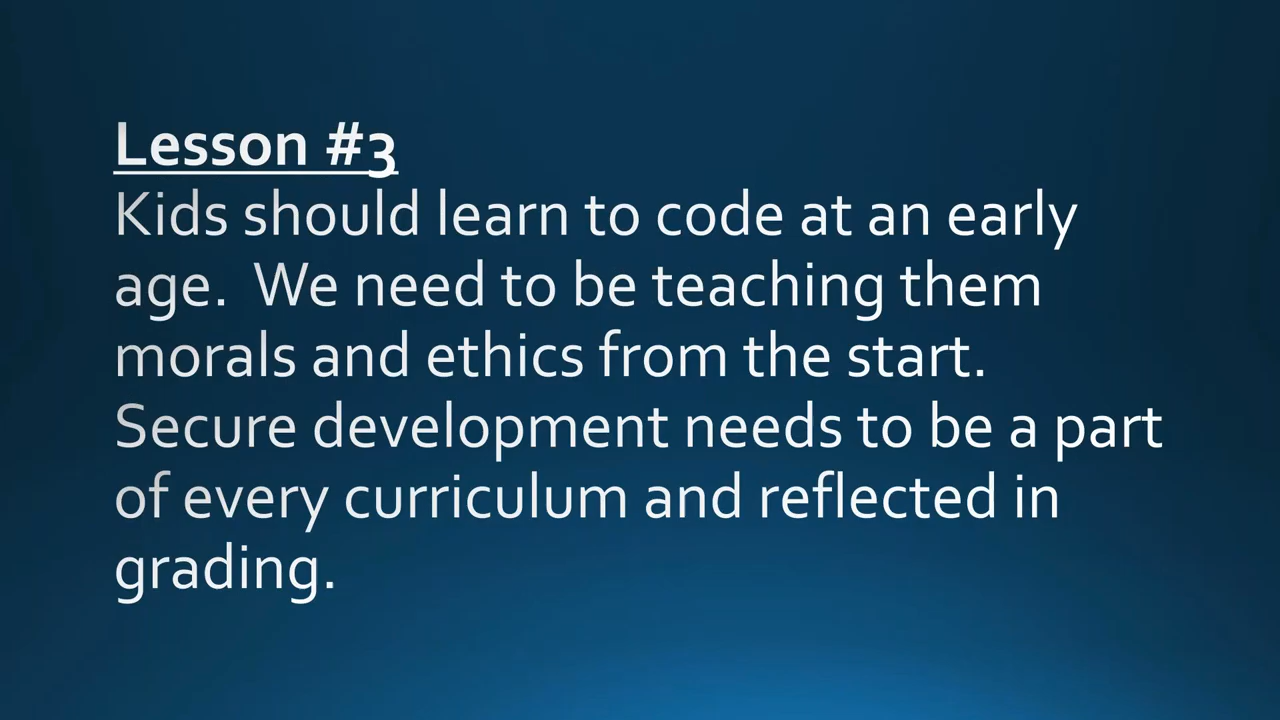 Lesson #3
Kids should learn to code at an early
age.  We need to be teaching them
morals and ethics from the start.
Secure development needs to be a part
of every curriculum and reflected in
grading.